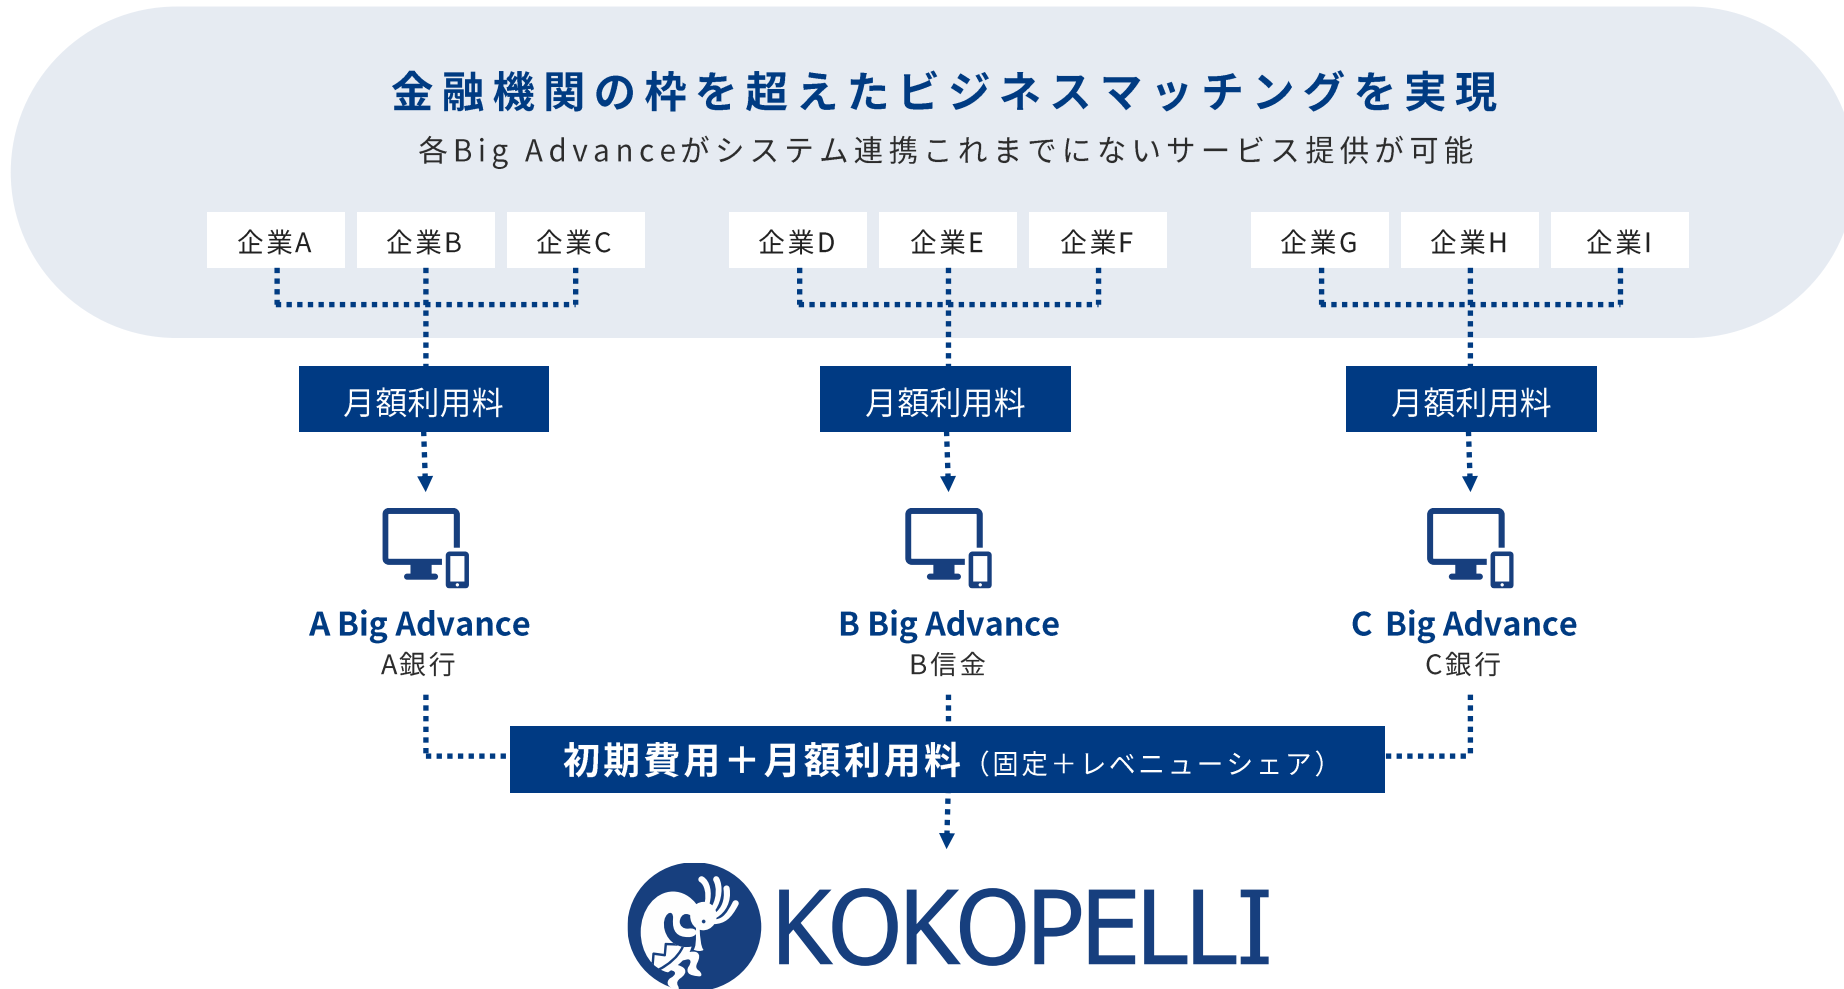 金融機関の枠を超えたビジネスマッチングを実現
各Big Advanceがシステム連携これまでにないサービス提供が可能
企業A 企業B 企業C 企業D 企業E 企業F 企業G 企業H 企業I
月額利用料 月額利用料 月額利用料
A Big Advance B Big Advance C Big Advance
A銀行 B信金 C銀行
初期費用＋月額利用料（固定＋レベニューシェア）
KOKOPELLI